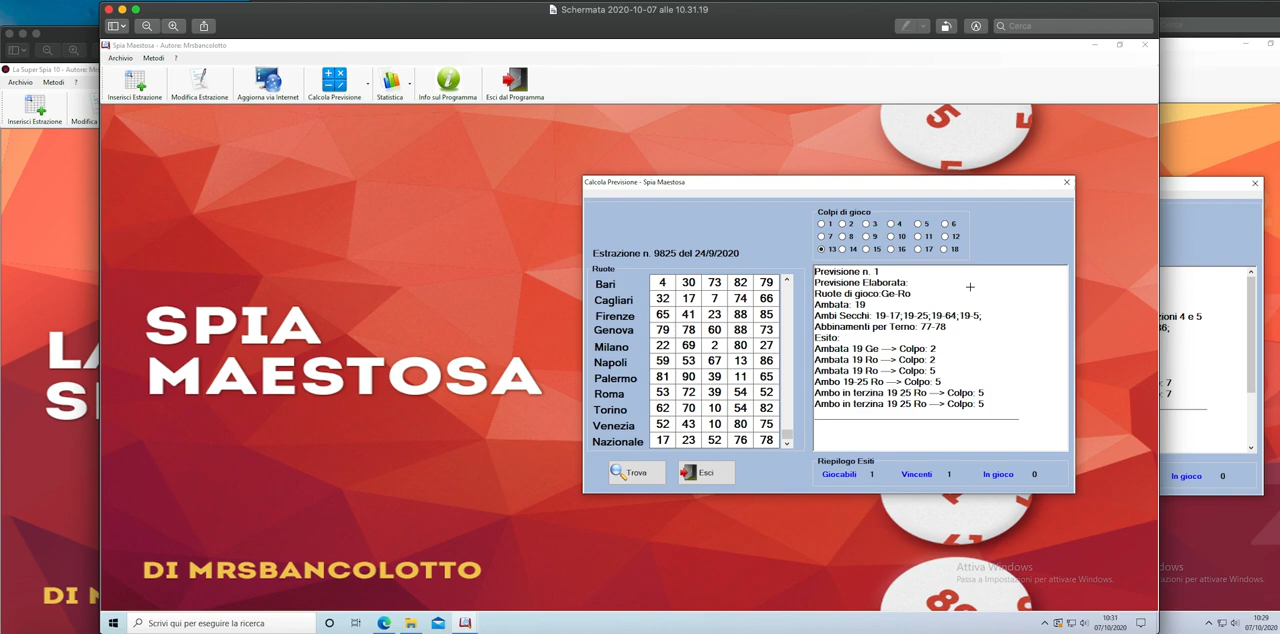 Schermata 2020-10-07 alle 10.31.19
Cerca
Spia Maestosa - Autore: Mrsbancolotto
Archivio Metodi ?
Inserisci Estrazione Modifica Estrazione Aggiorna via Internet Calcola Previsione Statistica Info sul Programma Esci dal Programma
La Super Spia 10 - Autore: Mr
Archivio Metodi ?
Inserisci Estrazione Modifica
SPIA
MAESTOSA
DI MRSBANCOLOTTO
DI
Calcola Previsione - Spia Maestosa
Colpi di gioco
1 2 3 4 5 6
7 8 9 10 11 12
13 14 15 16 17 18
Estrazione n. 9825 del 24/9/2020
Ruote
Bari 4 30 73 82 79
Cagliari 32 17 7 74 66
Firenze 65 41 23 88 85
Genova 79 78 60 88 73
Milano 22 69 2 80 27
Napoli 59 53 67 13 86
Palermo 81 90 39 11 65
Roma 53 72 39 54 52
Torino 62 70 10 54 82
Venezia 52 43 10 80 75
Nazionale 17 23 52 76 78
Trova Esci
Previsione n. 1
Previsione Elaborata:
Ruote di gioco:Ge-Ro
Ambata: 19
Ambi Secchi: 19-17;19-25;19-64;19-5;
Abbinamenti per Terno: 77-78
Esito:
Ambata 19 Ge ---> Colpo: 2
Ambata 19 Ro ---> Colpo: 2
Ambata 19 Ro ---> Colpo: 5
Ambo 19-25 Ro ---> Colpo: 5
Ambo in terzina 19 25 Ro ---> Colpo: 5
Ambo in terzina 19 25 Ro ---> Colpo: 5
Riepilogo Esiti
Giocabili 1 Vincenti 1 In gioco 0
zioni 4 e 5
36;
7
7
In gioco 0
Attiva Windows
Passa a Impostazioni per attivare Windows.
dows
azioni per attivare Windows.
Scrivi qui per eseguire la ricerca
10:31
07/10/2020
10:29
07/10/2020